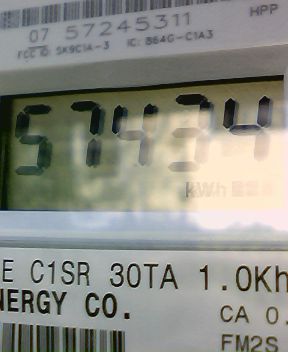 HPP
07 57245311
FCC ID: SK9C1A-3 IC: 864G-C1A3
57434
kWh
E C1SR 30TA 1.0Kh
NERGY CO.
CA 0.
FM2S